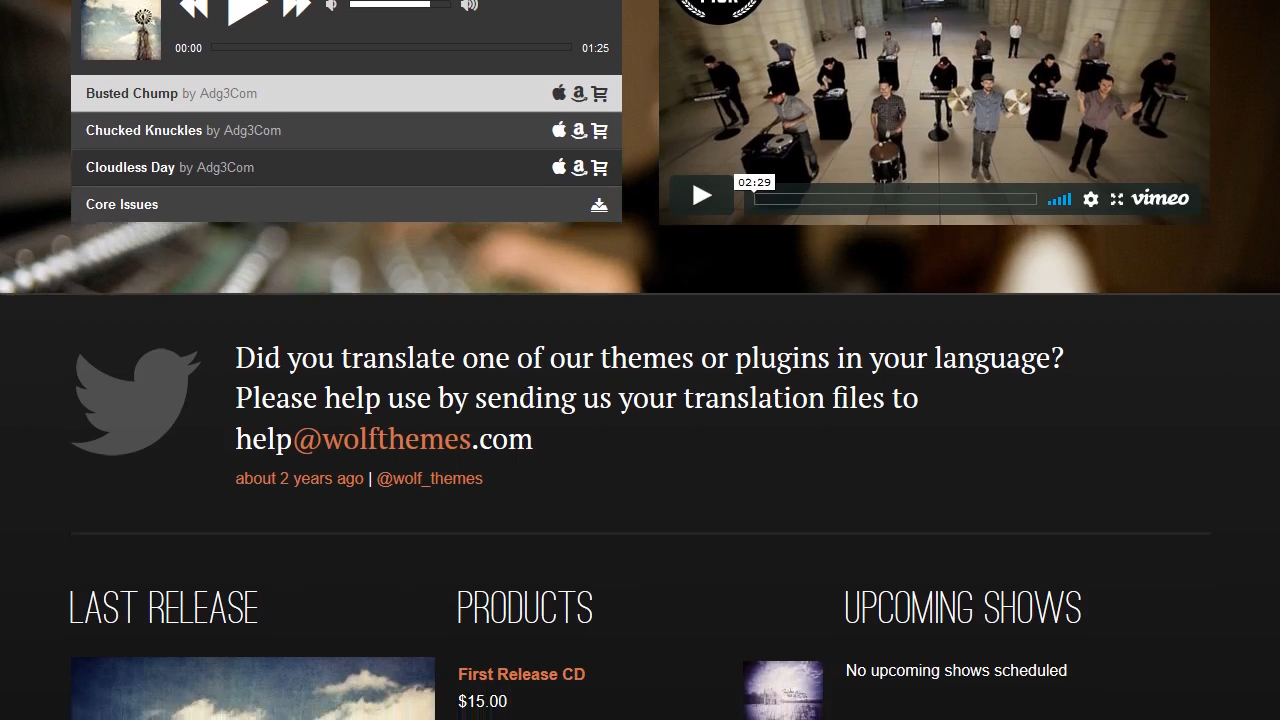 00:00
01:25
Busted Chump by Adg3Com
Chucked Knuckles by Adg3Com
Cloudless Day by Adg3Com
Core Issues
02:29
vimeo
Did you translate one of our themes or plugins in your language?
Please help use by sending us your translation files to
help@wolfthemes.com
about 2 years ago | @wolf_themes
LAST RELEASE
PRODUCTS
UPCOMING SHOWS
First Release CD
$15.00
No upcoming shows scheduled